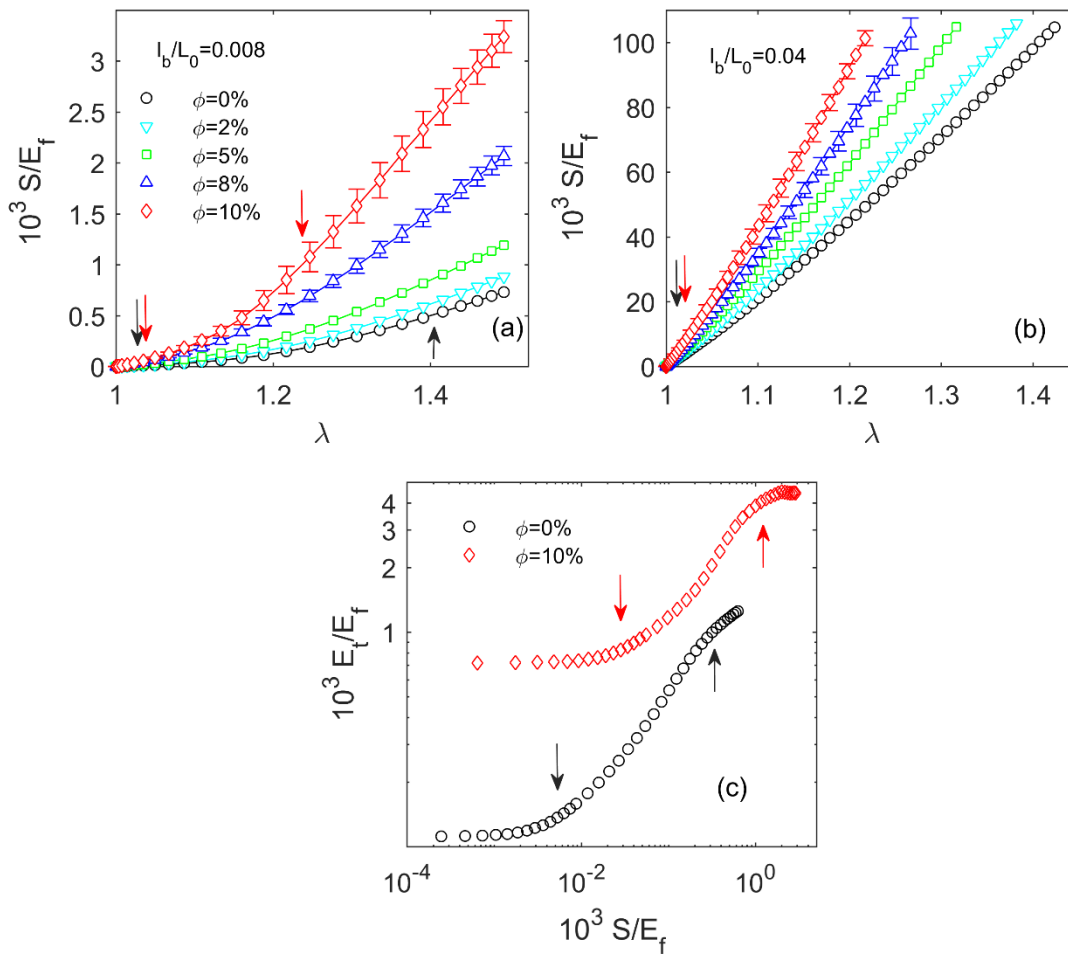 l_b/L_0=0.008
ϕ=0%
ϕ=2%
ϕ=5%
ϕ=8%
ϕ=10%
10^3 S/E_f
3
2.5
2
1.5
1
0.5
0
1
1.2
1.4
λ
(a)
l_b/L_0=0.04
10^3 S/E_f
100
80
60
40
20
0
1
1.1
1.2
1.3
1.4
λ
(b)
ϕ=0%
ϕ=10%
10^3 E_t/E_f
4
3
2
1
10^-4
10^-2
10^0
10^3 S/E_f
(c)